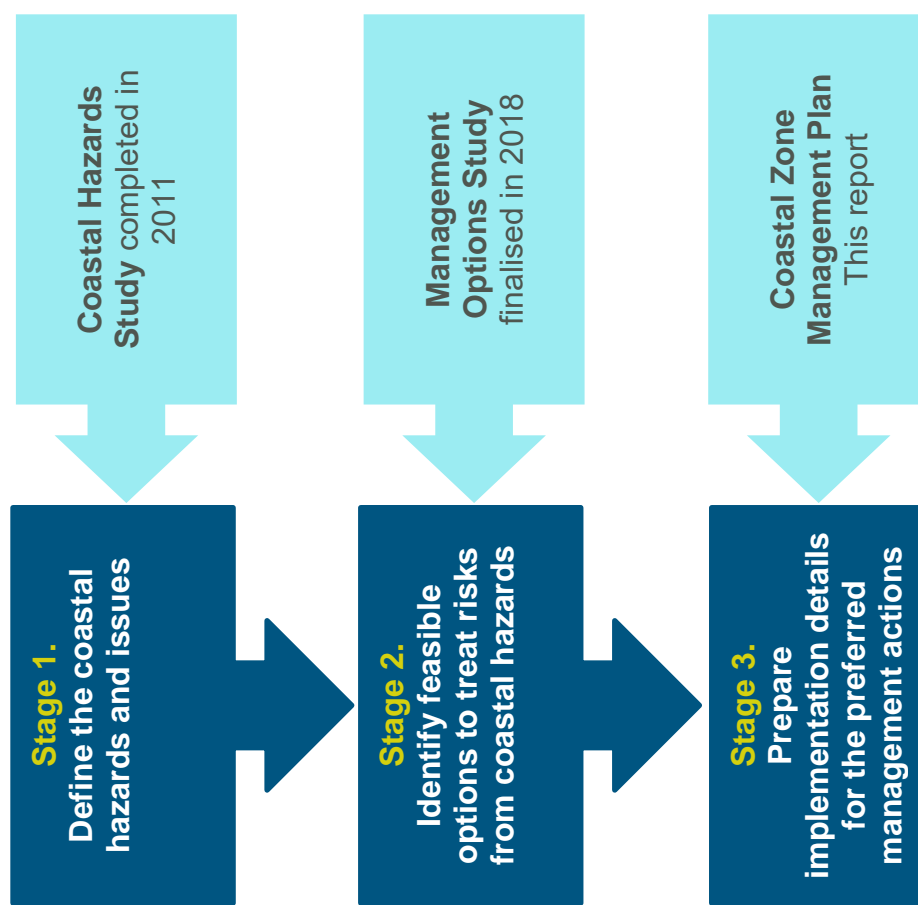 Stage 1.
Define the coastal
hazards and issues
Coastal Hazards
Study completed in
2011
Stage 2.
Identify feasible
options to treat risks
from coastal hazards
Management
Options Study
finalised in 2018
Stage 3.
Prepare
implementation details
for the preferred
management actions
Coastal Zone
Management Plan
This report